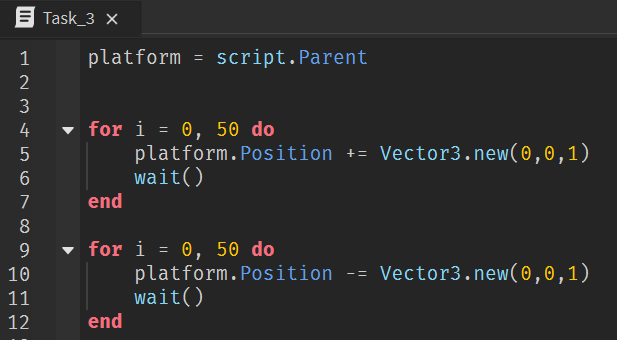 Task_3 ×
1 platform = script.Parent
2
3
4 for i = 0, 50 do
5 platform.Position += Vector3.new(0,0,1)
6 wait()
7 end
8
9 for i = 0, 50 do
10 platform.Position -= Vector3.new(0,0,1)
11 wait()
12 end